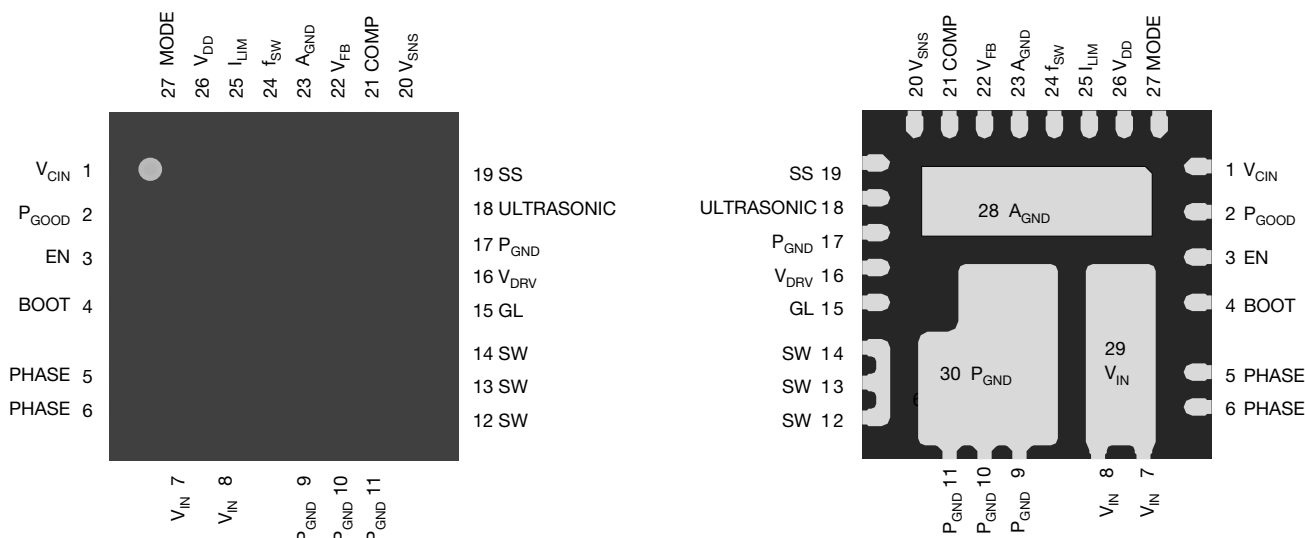 27 MODE
26 VDD
25 ILIM
24 fSW
23 AGND
22 VFB
21 COMP
20 VSNS
VCIN 1
PGOOD 2
EN 3
BOOT 4
PHASE 5
PHASE 6
19 SS
18 ULTRASONIC
17 PGND
16 VDRV
15 GL
14 SW
13 SW
12 SW
VIN 7
VIN 8
PGND 9
PGND 10
PGND 11
20 VSNS
21 COMP
22 VFB
23 AGND
24 fSW
25 ILIM
26 VDD
27 MODE
SS 19
ULTRASONIC 18
PGND 17
VDRV 16
GL 15
SW 14
SW 13
SW 12
28 AGND
30 PGND
29
VIN
1 VCIN
2 PGOOD
3 EN
4 BOOT
5 PHASE
6 PHASE
PGND 11
PGND 10
PGND 9
VIN 8
VIN 7